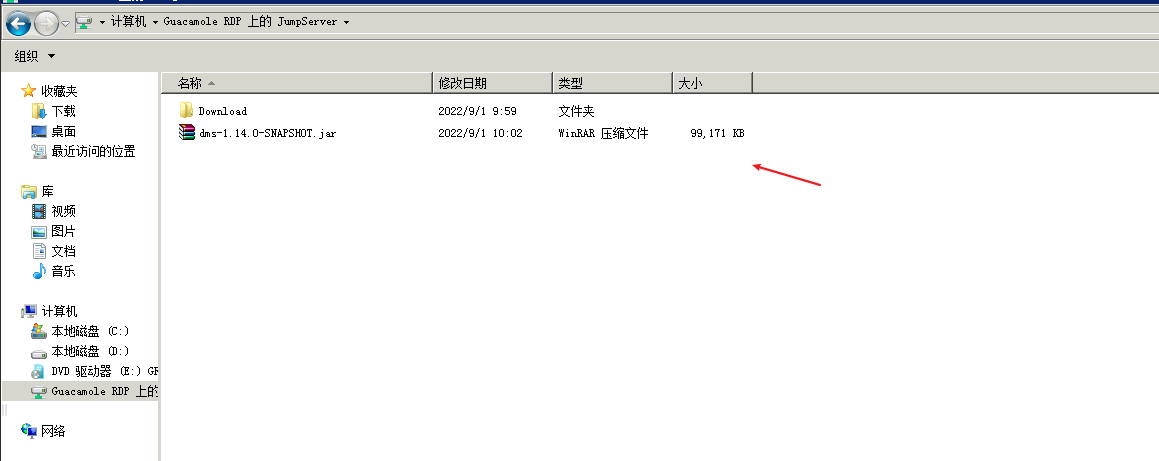 计算机 Guacamole RDP 上的 JumpServer
组织
名称 修改日期 类型 大小
Download 2022/9/1 9:59 文件夹
dms-1.14.0-SNAPSHOT.jar 2022/9/1 10:02 WinRAR 压缩文件 99,171 KB
收藏夹
下载
桌面
最近访问的位置
库
视频
图片
文档
音乐
计算机
本地磁盘 (C:)
本地磁盘 (D:)
DVD 驱动器 (E:) GR
Guacamole RDP 上的
网络